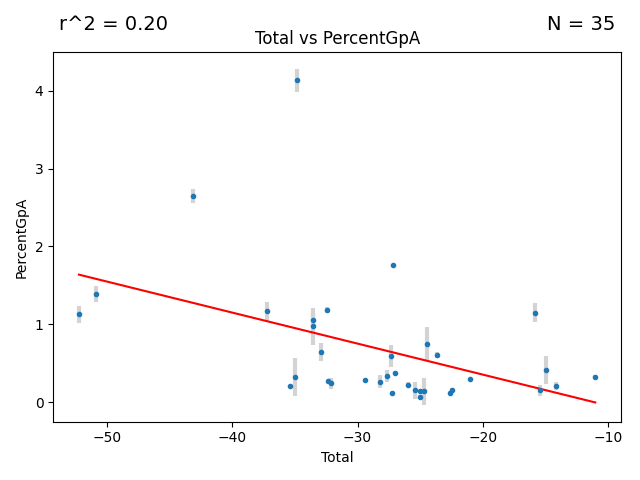 r^2 = 0.20
N = 35
Total vs PercentGpA
PercentGpA
4
3
2
1
0
−50
−40
−30
−20
−10
Total